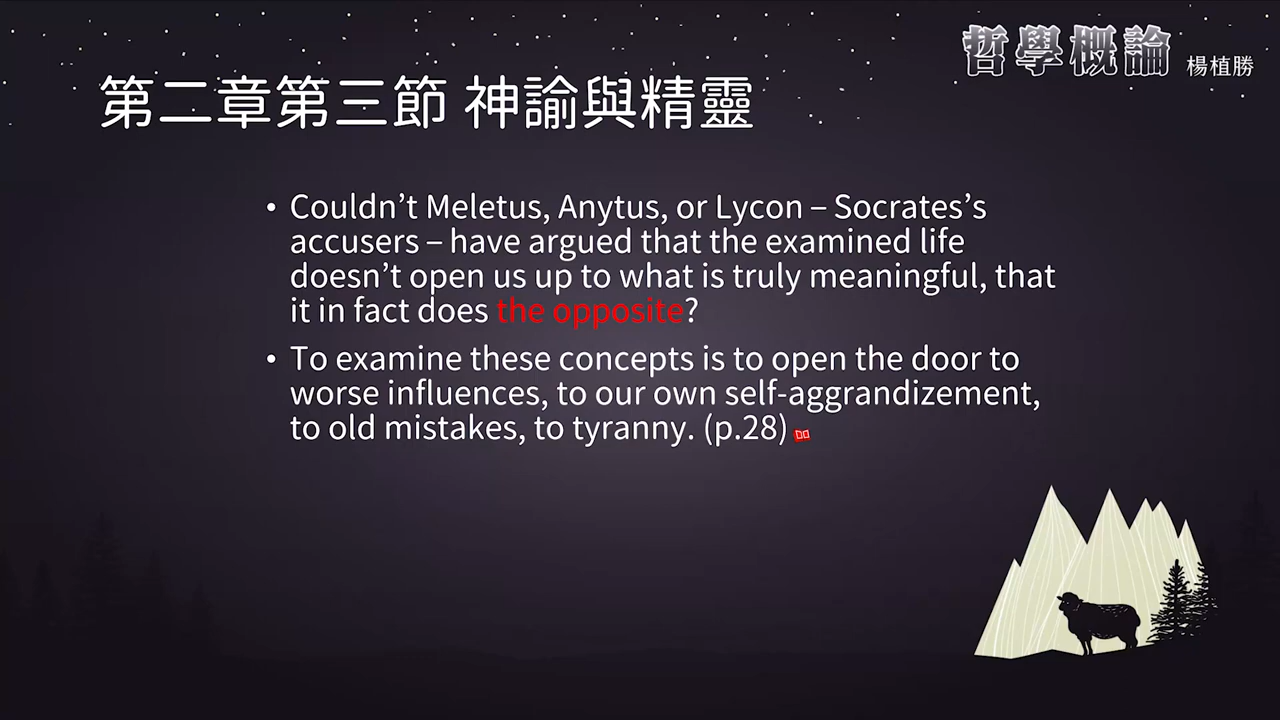 哲學概論 楊植勝
第二章第三節 神諭與精靈
• Couldn’t Meletus, Anytus, or Lycon – Socrates’s
accusers – have argued that the examined life
doesn’t open us up to what is truly meaningful, that
it in fact does the opposite?
• To examine these concepts is to open the door to
worse influences, to our own self-aggrandizement,
to old mistakes, to tyranny. (p.28)